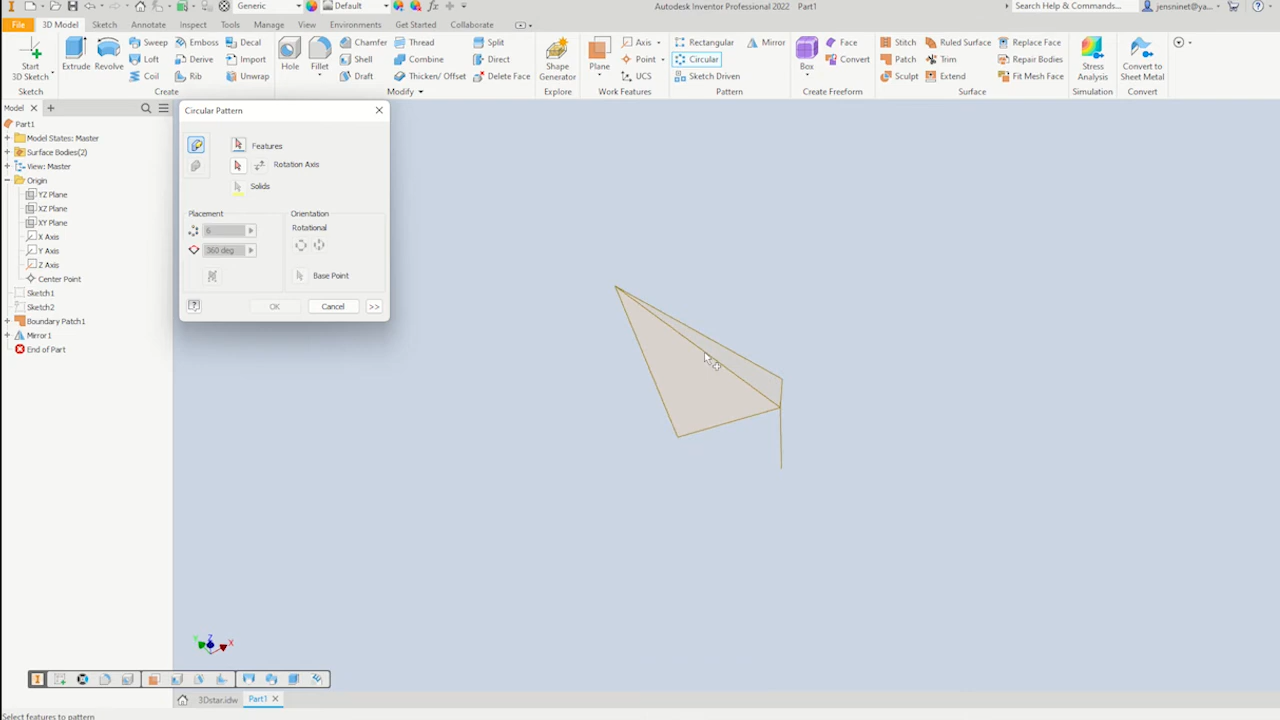 Generic
Default
Autodesk Inventor Professional 2022 Part1
Search Help & Commands...
jensninet@ya...
File 3D Model Sketch Annotate Inspect Tools Manage View Environments Get Started Collaborate
Start
3D Sketch
Sketch
Extrude
Revolve
Sweep
Loft
Coil
Emboss
Derive
Rib
Decal
Import
Unwrap
Create
Hole
Fillet
Chamfer
Shell
Draft
Thread
Combine
Thicken/ Offset
Split
Direct
Delete Face
Modify
Shape
Generator
Explore
Plane
Axis
Point
UCS
Work Features
Rectangular
Circular
Sketch Driven
Mirror
Pattern
Box
Face
Convert
Create Freeform
Stitch
Patch
Sculpt
Ruled Surface
Trim
Extend
Replace Face
Repair Bodies
Fit Mesh Face
Surface
Stress
Analysis
Simulation
Convert to
Sheet Metal
Convert
Model
Part1
Model States: Master
Surface Bodies(2)
View: Master
Origin
YZ Plane
XZ Plane
XY Plane
X Axis
Y Axis
Z Axis
Center Point
Sketch1
Sketch2
Boundary Patch1
Mirror1
End of Part
Circular Pattern
Features
Rotation Axis
Solids
Placement
6
360 deg
Orientation
Rotational
Base Point
OK
Cancel
>>
Y Z X
3Dstar.idw
Part1
Select features to pattern